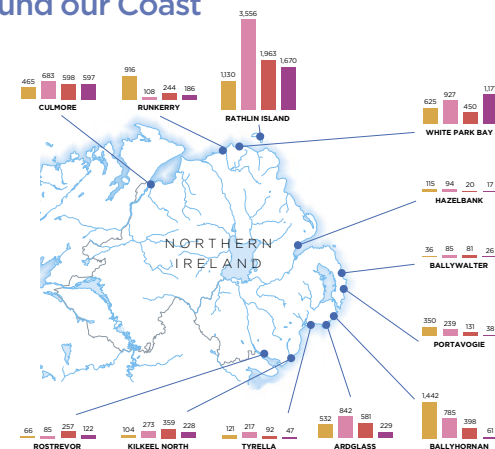 und our Coast
3,556
1,963
1,670
1,130
RATHLIN ISLAND
465 683 598 597
CULMORE
916 108 244 186
RUNKERRY
625 927 450 1,17
WHITE PARK BAY
115 94 20 17
HAZELBANK
NORTHERN
IRELAND
36 85 81 26
BALLYWALTER
350 239 131 38
PORTAVOGIE
66 85 257 122
ROSTREVOR
104 273 359 228
KILKEEL NORTH
121 217 92 47
TYRELLA
532 842 581 229
ARDGLASS
1,442 785 398 61
BALLYHORNAN